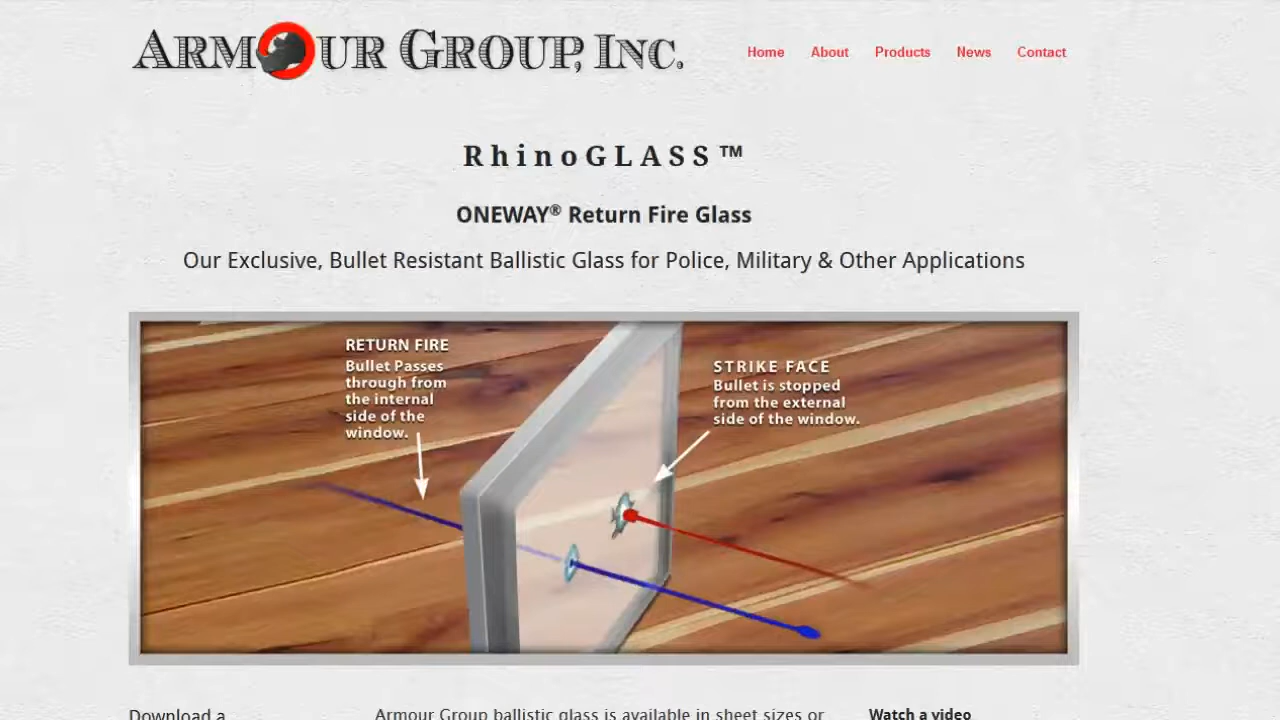 ARMOUR GROUP, INC.
Home About Products News Contact
RhinoGLASS™
ONEWAY® Return Fire Glass
Our Exclusive, Bullet Resistant Ballistic Glass for Police, Military & Other Applications
RETURN FIRE
Bullet Passes
through from
the internal
side of the
window.
STRIKE FACE
Bullet is stopped
from the external
side of the window.
Download a
Armour Group ballistic glass is available in sheet sizes or
Watch a video